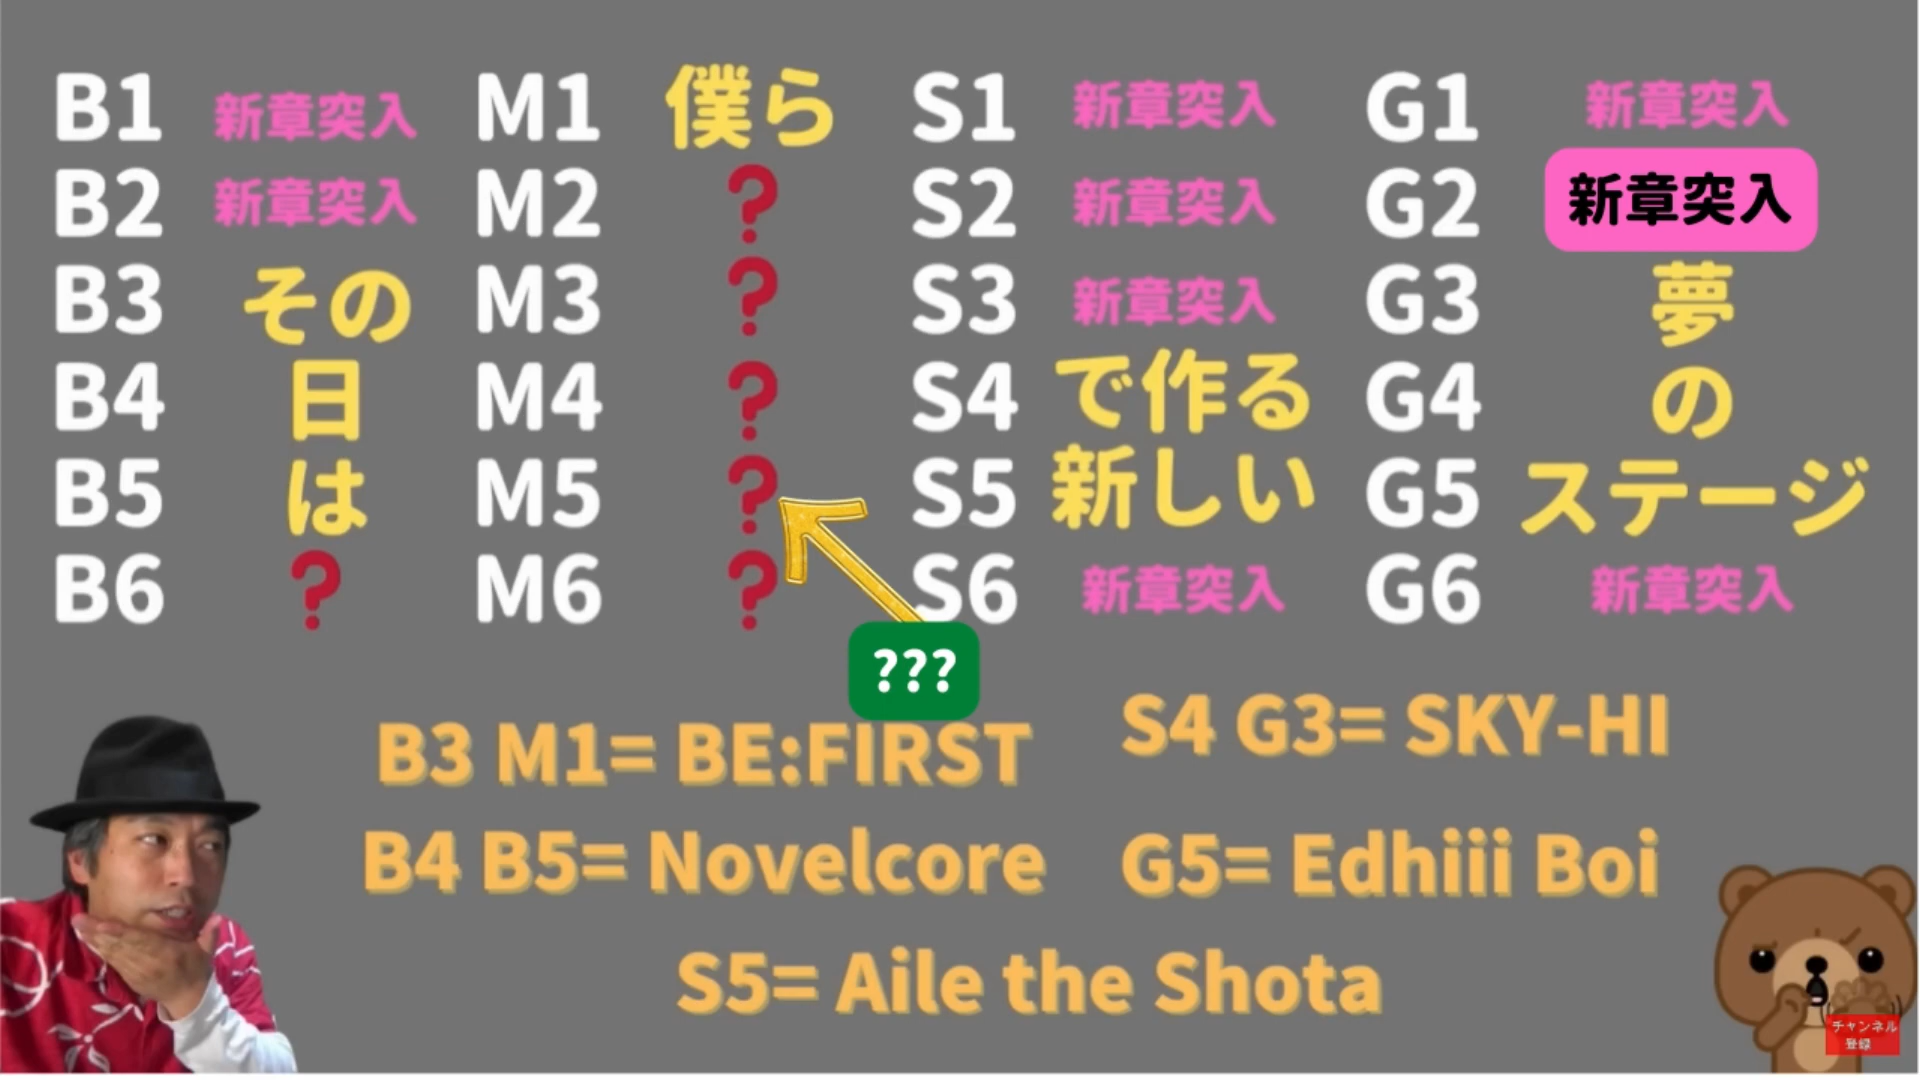 B1 新章突入 M1 僕ら S1 新章突入 G1 新章突入
B2 新章突入 M2 ? S2 新章突入 G2 新章突入
B3 その M3 ? S3 新章突入 G3 夢
B4 日 M4 ? S4 で作る G4 の
B5 は M5 ? S5 新しい G5 ステージ
B6 ? M6 ? S6 新章突入 G6 新章突入
???
B3 M1= BE:FIRST S4 G3= SKY-HI
B4 B5= Novelcore G5= Edhiii Boi
S5= Aile the Shota
チャンネル
登録